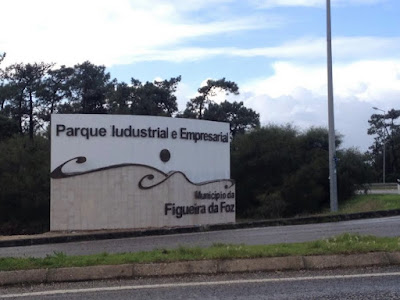 Parque Iudustrial e Empresarial
Município da
Figueira da Foz